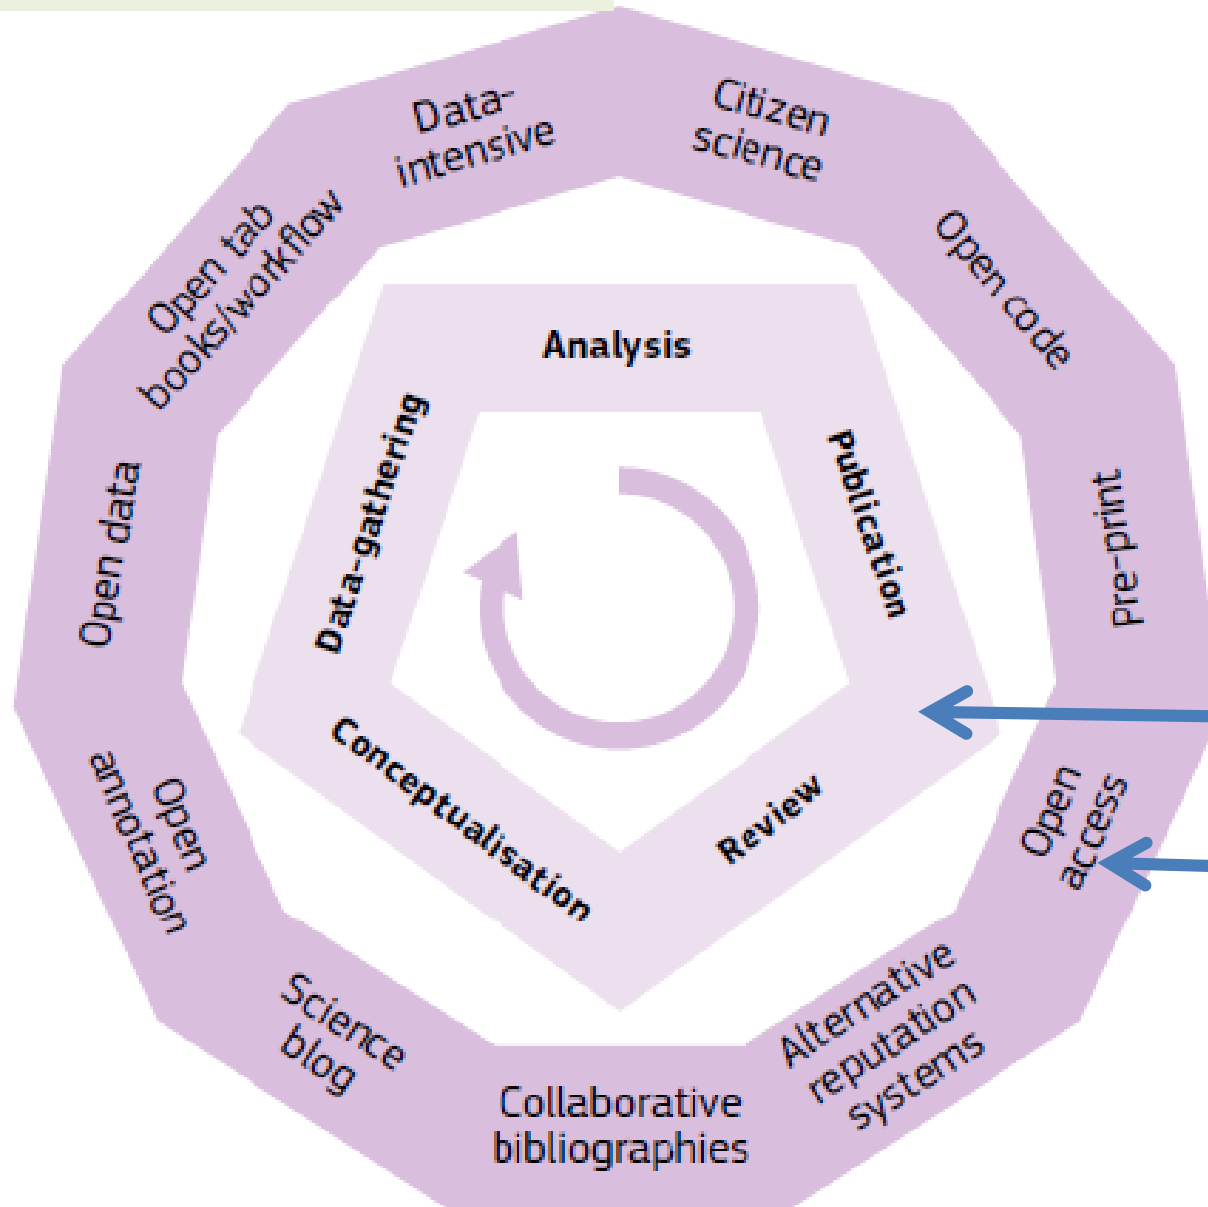 Data-
intensive
Citizen
science
Open code
Pre-print
Open
access
Alternative
reputation
systems
Collaborative
bibliographies
Science
blog
Open
annotation
Open data
Open tab
books/workflow
Analysis
Publication
Review
Conceptualisation
Data-gathering